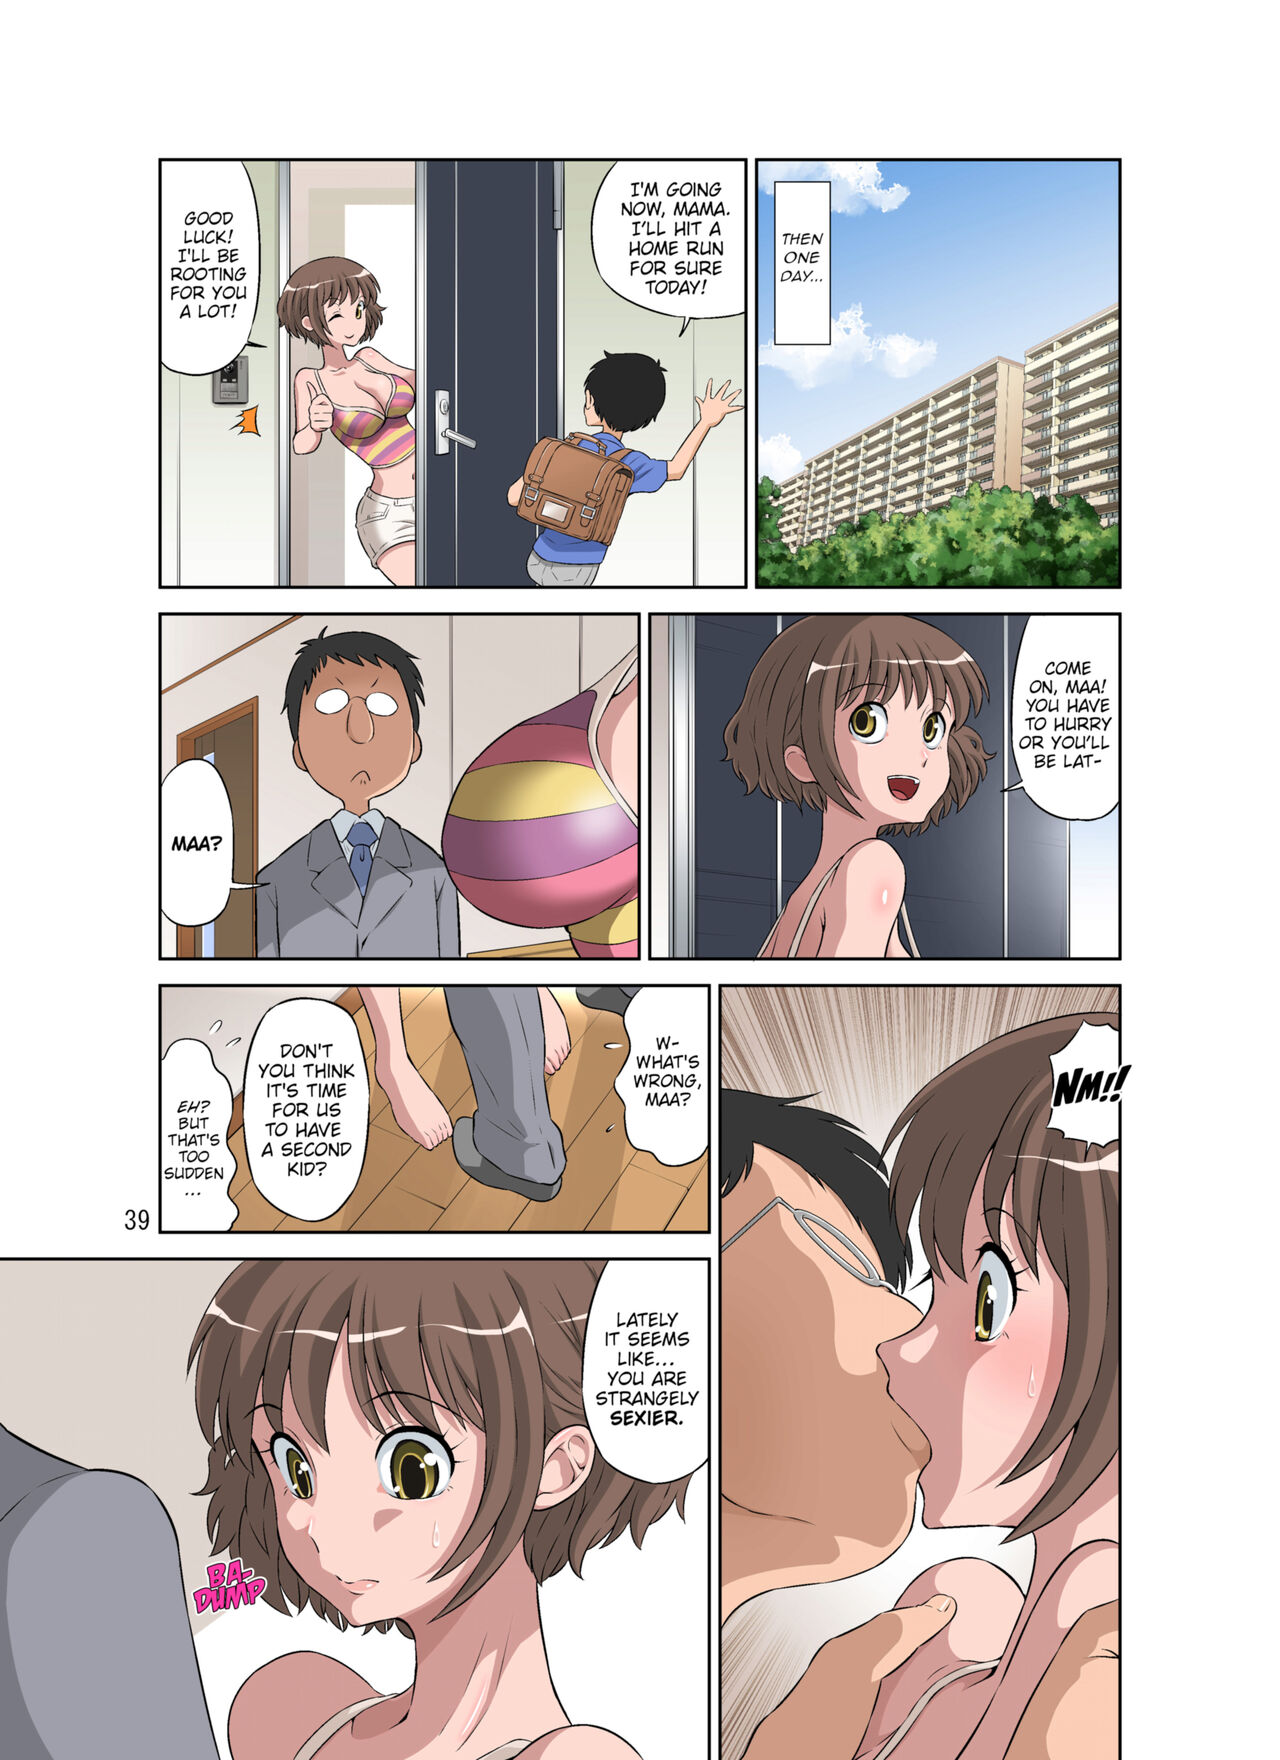 THEN
ONE
DAY...
I'M GOING
NOW, MAMA.
I'LL HIT A
HOME RUN
FOR SURE
TODAY!
GOOD
LUCK!
I'LL BE
ROOTING
FOR YOU
A LOT!
COME
ON, MAA!
YOU HAVE
TO HURRY
OR YOU'LL
BE LAT-
MAA?
NM!!
W-
WHAT'S
WRONG,
MAA?
DON'T
YOU THINK
IT'S TIME
FOR US
TO HAVE
A SECOND
KID?
EH?
BUT
THAT'S
TOO
SUDDEN
...
LATELY
IT SEEMS
LIKE...
YOU ARE
STRANGELY
SEXIER.
BA-
DUMP
39